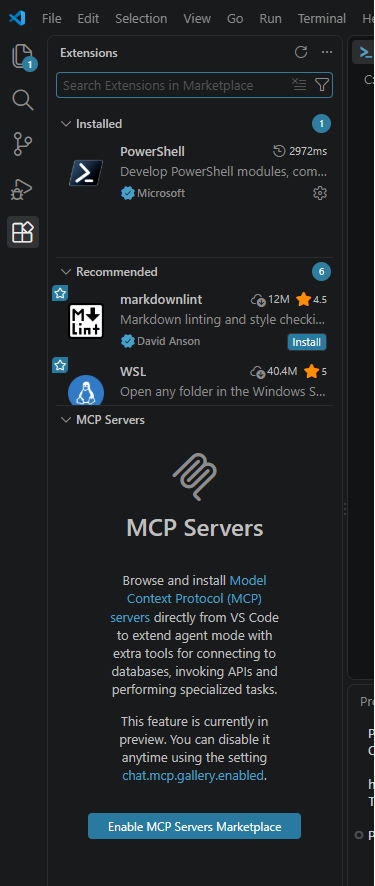 File Edit Selection View Go Run Terminal He
1
Extensions
Search Extensions in Marketplace
Installed 1
PowerShell 2972ms
Develop PowerShell modules, com...
Microsoft
Recommended 6
markdownlint 12M 4.5
Markdown linting and style checki...
David Anson Install
WSL 40.4M 5
Open any folder in the Windows S...
MCP Servers
MCP Servers
Browse and install Model
Context Protocol (MCP)
servers directly from VS Code
to extend agent mode with
extra tools for connecting to
databases, invoking APIs and
performing specialized tasks.
This feature is currently in
preview. You can disable it
anytime using the setting
chat.mcp.gallery.enabled.
Enable MCP Servers Marketplace